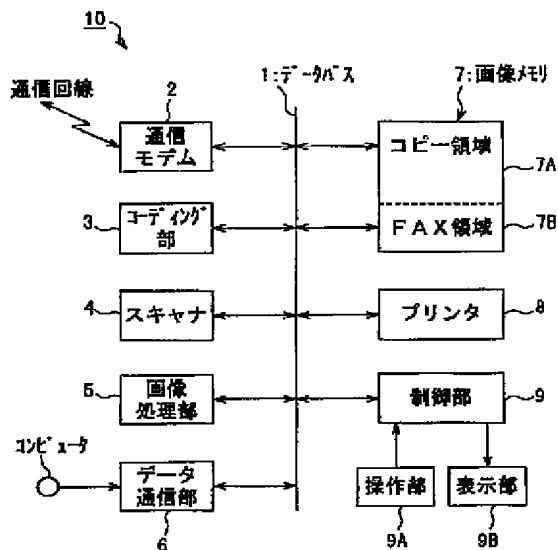 10
通信回線
2
通信
モデム
1:データバス
7:画像メモリ
コピー領域
7A
3
コーディング
部
FAX領域
7B
4
スキャナ
プリンタ
8
5
画像
処理部
制御部
9
コンピュータ
データ
通信部
6
操作部
9A
表示部
9B